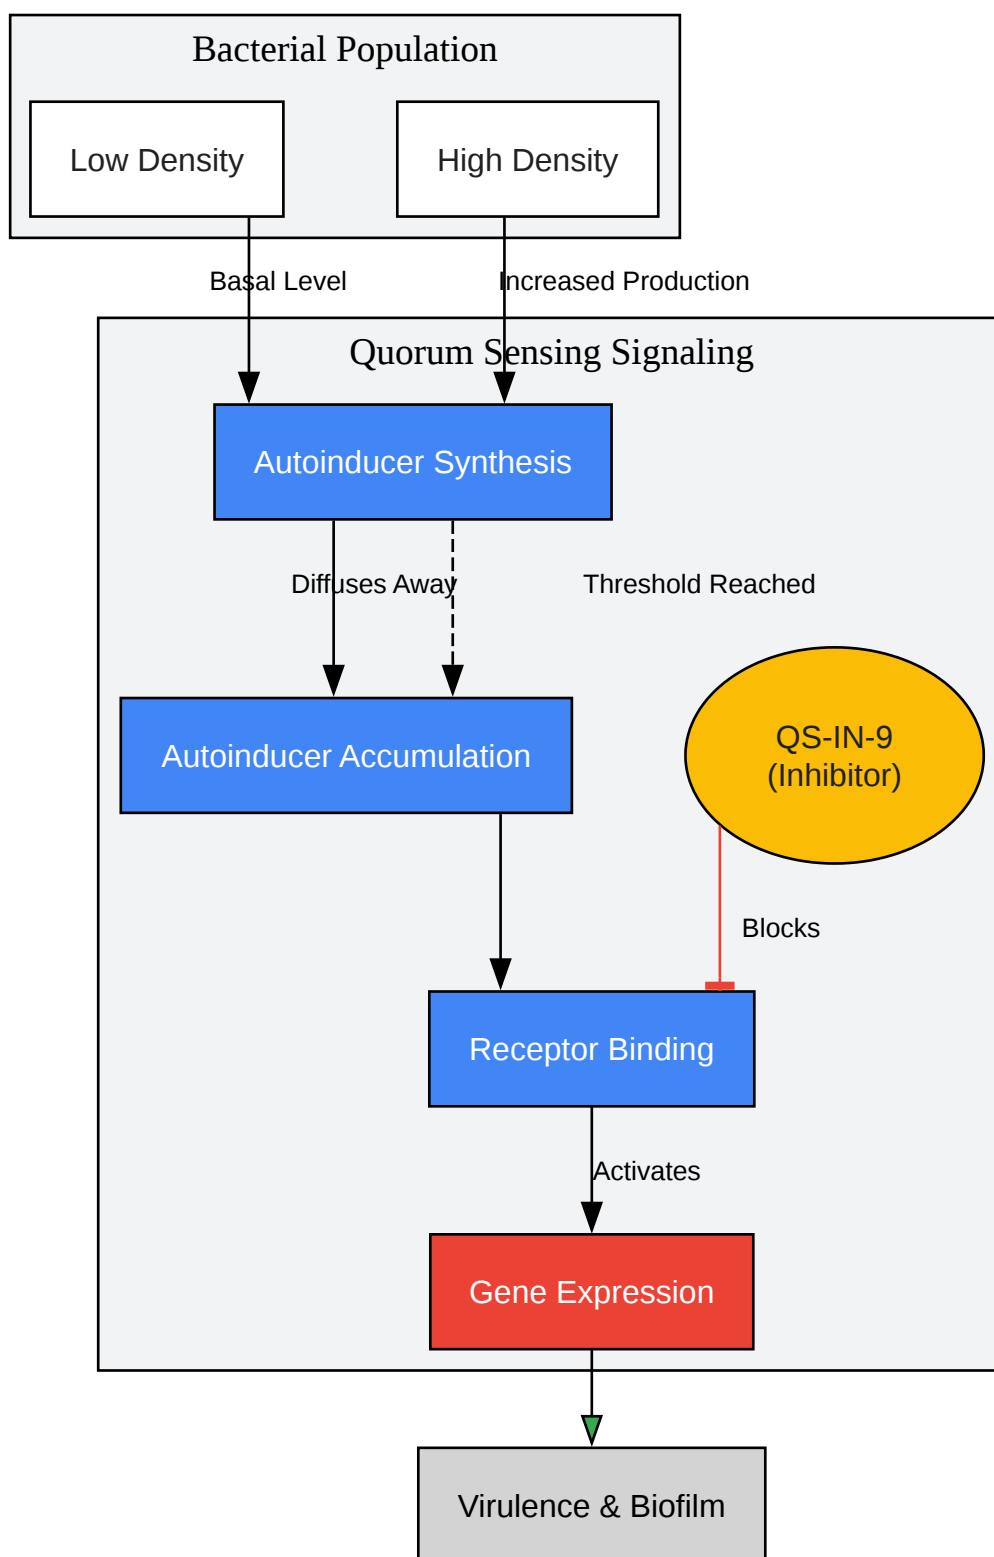 Bacterial Population
Low Density
High Density
Basal Level
Increased Production
Quorum Sensing Signaling
Autoinducer Synthesis
Diffuses Away
Threshold Reached
Autoinducer Accumulation
QS-IN-9
(Inhibitor)
Blocks
Receptor Binding
Activates
Gene Expression
Virulence & Biofilm